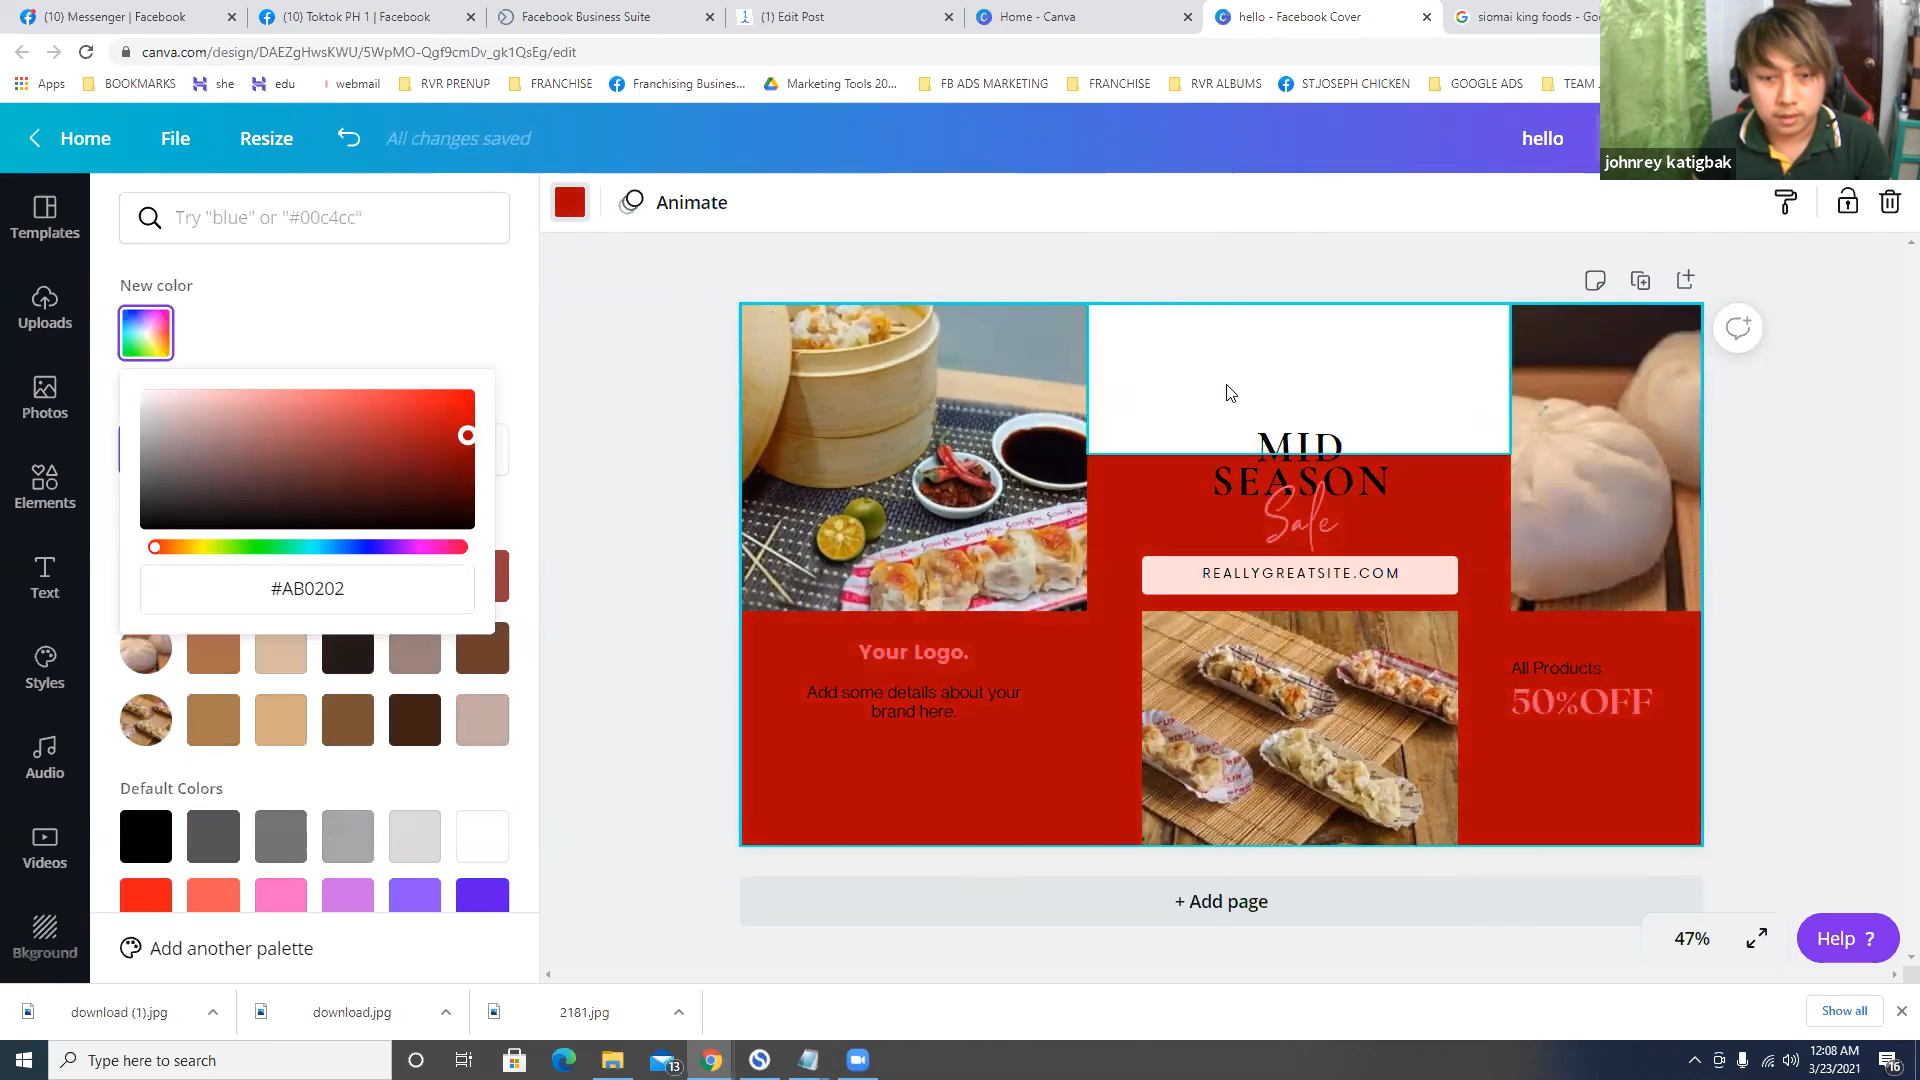 (10) Messenger | Facebook
(10) Toktok PH 1 | Facebook
Facebook Business Suite
(1) Edit Post
Home - Canva
hello - Facebook Cover
siomai king foods - Goo
canva.com/design/DAEZgHwsKWU/5WpMO-Qgf9cmDv_gk1QsEg/edit
Apps
BOOKMARKS
she
edu
webmail
RVR PRENUP
FRANCHISE
Franchising Busines...
Marketing Tools 20...
FB ADS MARKETING
FRANCHISE
RVR ALBUMS
ST.JOSEPH CHICKEN
GOOGLE ADS
TEAM
johnrey katigbak
Home
File
Resize
All changes saved
hello
Templates
Uploads
Photos
Elements
Text
Styles
Audio
Videos
Bkground
Try "blue" or "#00c4cc"
New color
#AB0202
Default Colors
Add another palette
Animate
MID
SEASON
Sale
REALLYGREATSITE.COM
Your Logo.
Add some details about your
brand here.
All Products
50%OFF
+ Add page
47%
Help ?
download (1).jpg
download.jpg
2181.jpg
Show all
Type here to search
13
12:08 AM
3/23/2021
16